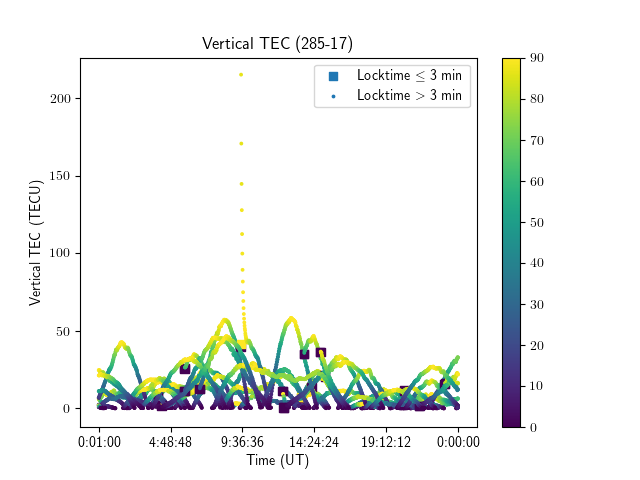 Vertical TEC (285-17)
Locktime ≤ 3 min
Locktime > 3 min
Vertical TEC (TECU)
200
150
100
50
0
0:01:00 4:48:48 9:36:36 14:24:24 19:12:12 0:00:00
Time (UT)
90
80
70
60
50
40
30
20
10
0